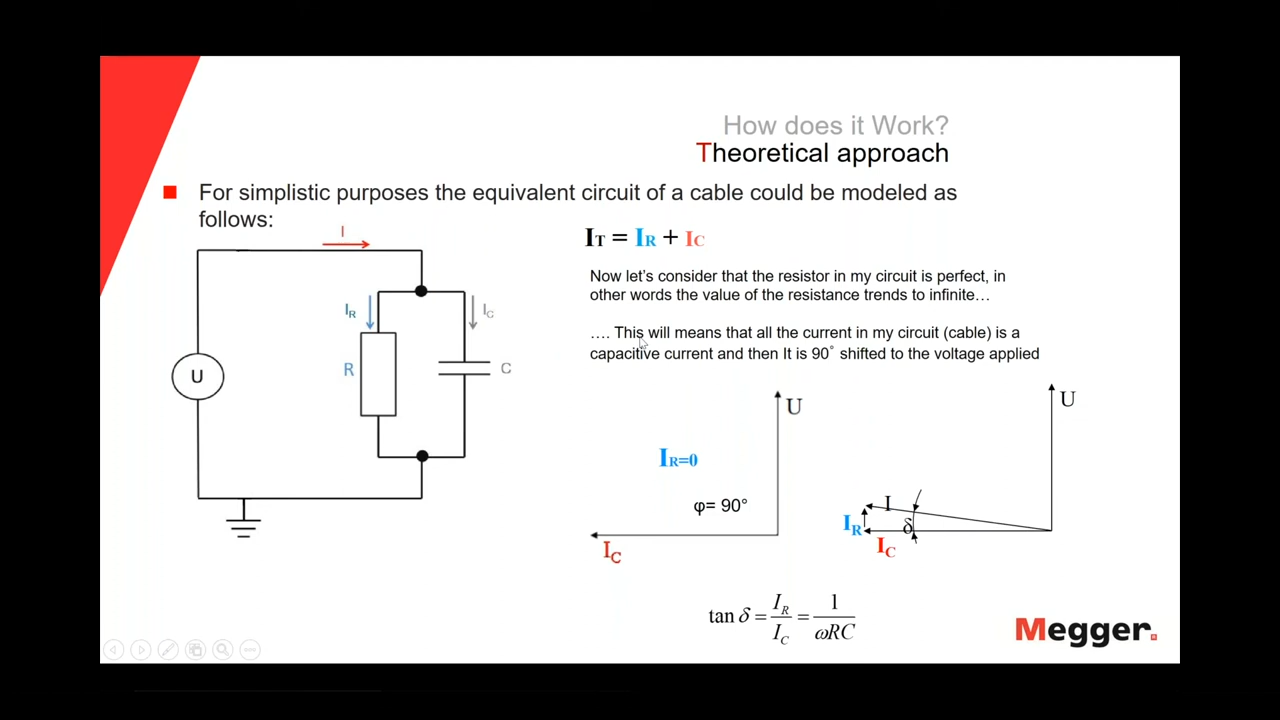 How does it Work?
Theoretical approach
For simplistic purposes the equivalent circuit of a cable could be modeled as
follows:
I
I_R
I_C
R
C
U
I_T = I_R + I_C
Now let's consider that the resistor in my circuit is perfect, in
other words the value of the resistance trends to infinite…
…. This will means that all the current in my circuit (cable) is a
capacitive current and then It is 90° shifted to the voltage applied
U
I_R=0
φ= 90°
I_C
U
I
I_R
δ
I_C
tan δ = I_R / I_C = 1 / ωRC
Megger.